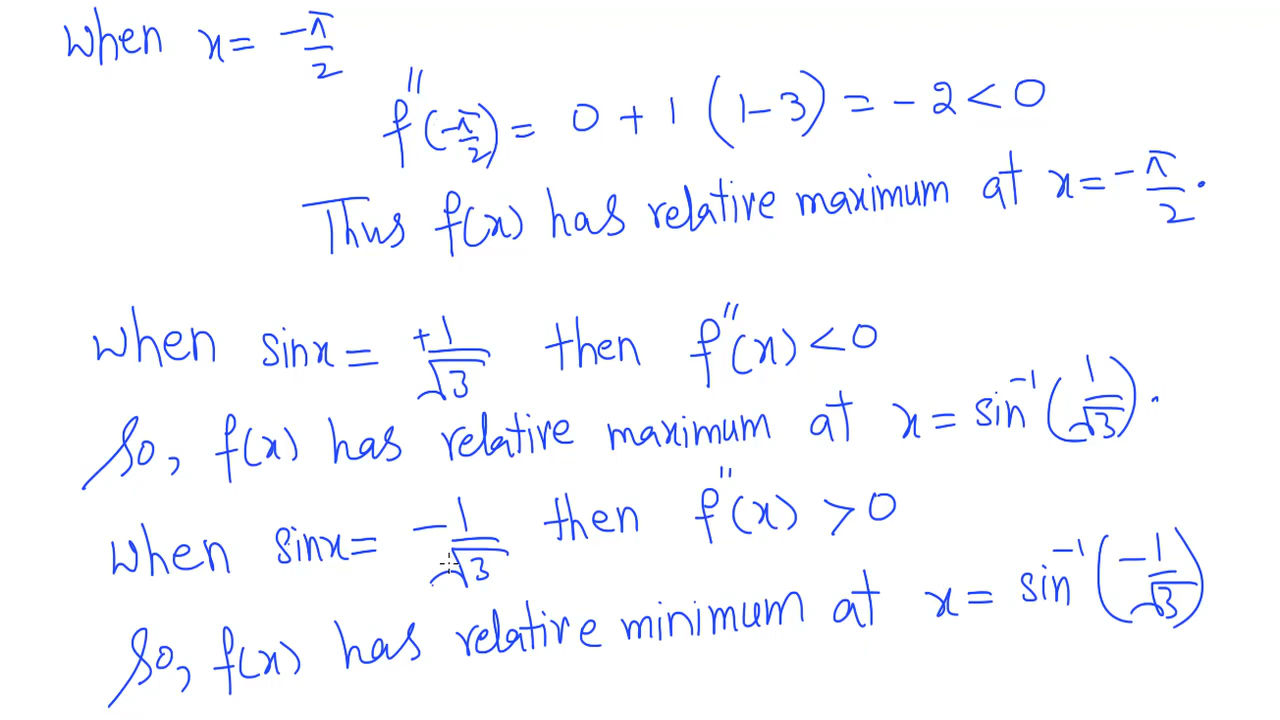 When x = -π/2
f''(-π/2) = 0 + 1 (1-3) = -2 < 0
Thus f(x) has relative maximum at x = -π/2.
When sinx = +1/√3 then f''(x) < 0
So, f(x) has relative maximum at x = sin⁻¹(1/√3).
When sinx = -1/√3 then f''(x) > 0
So, f(x) has relative minimum at x = sin⁻¹(-1/√3)